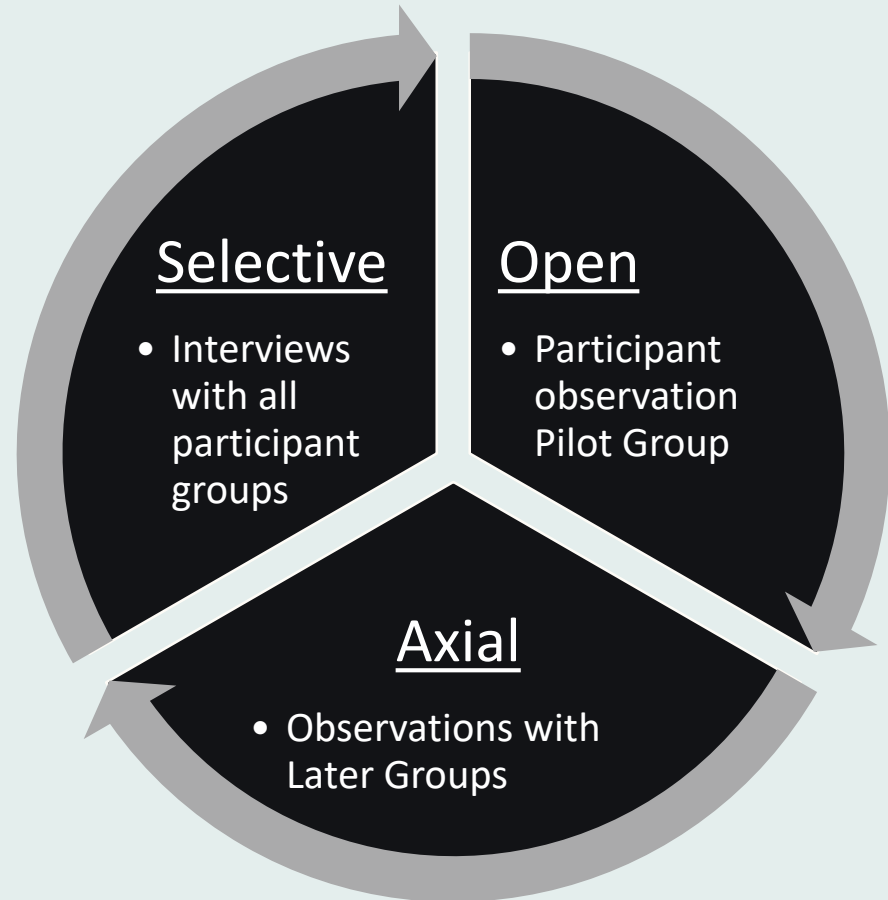 Selective
• Interviews
with all
participant
groups
Open
• Participant
observation
Pilot Group
Axial
• Observations with
Later Groups